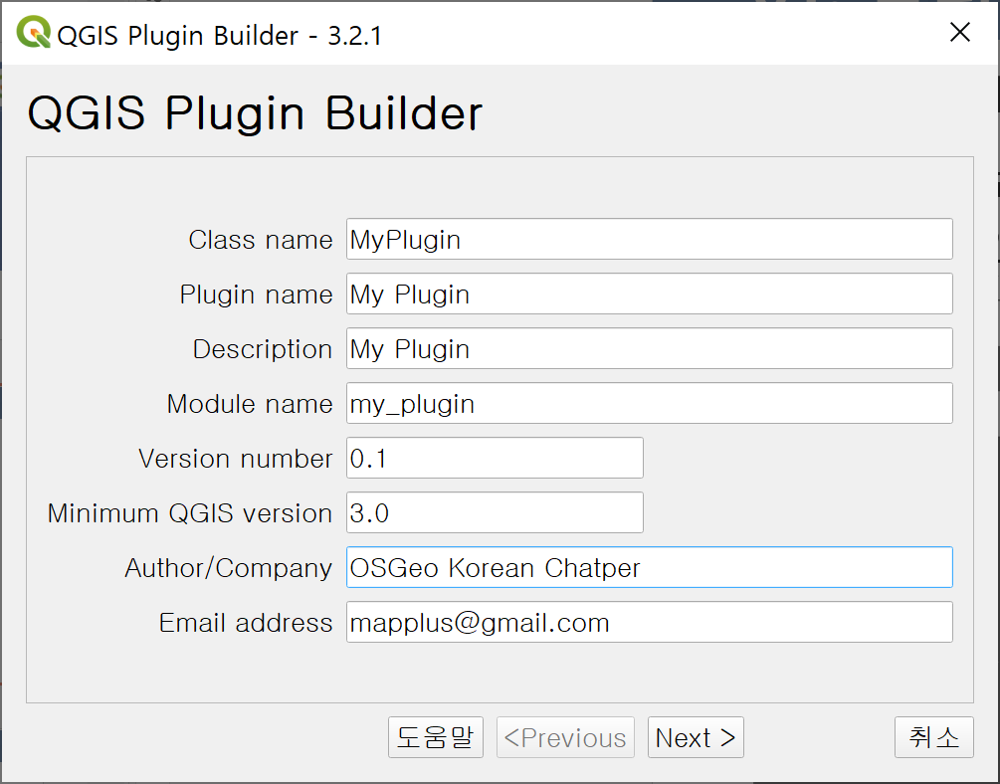 QGIS Plugin Builder - 3.2.1
QGIS Plugin Builder
Class name MyPlugin
Plugin name My Plugin
Description My Plugin
Module name my_plugin
Version number 0.1
Minimum QGIS version 3.0
Author/Company OSGeo Korean Chatper
Email address mapplus@gmail.com
도움말 <Previous Next > 취소